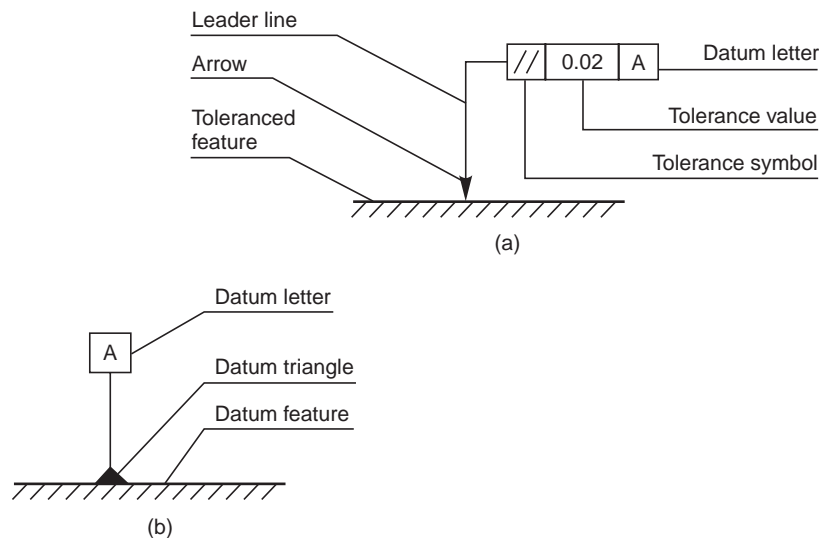 Leader line
Arrow
Toleranced
feature
// 0.02 A
Datum letter
Tolerance value
Tolerance symbol
(a)
Datum letter
A
Datum triangle
Datum feature
(b)